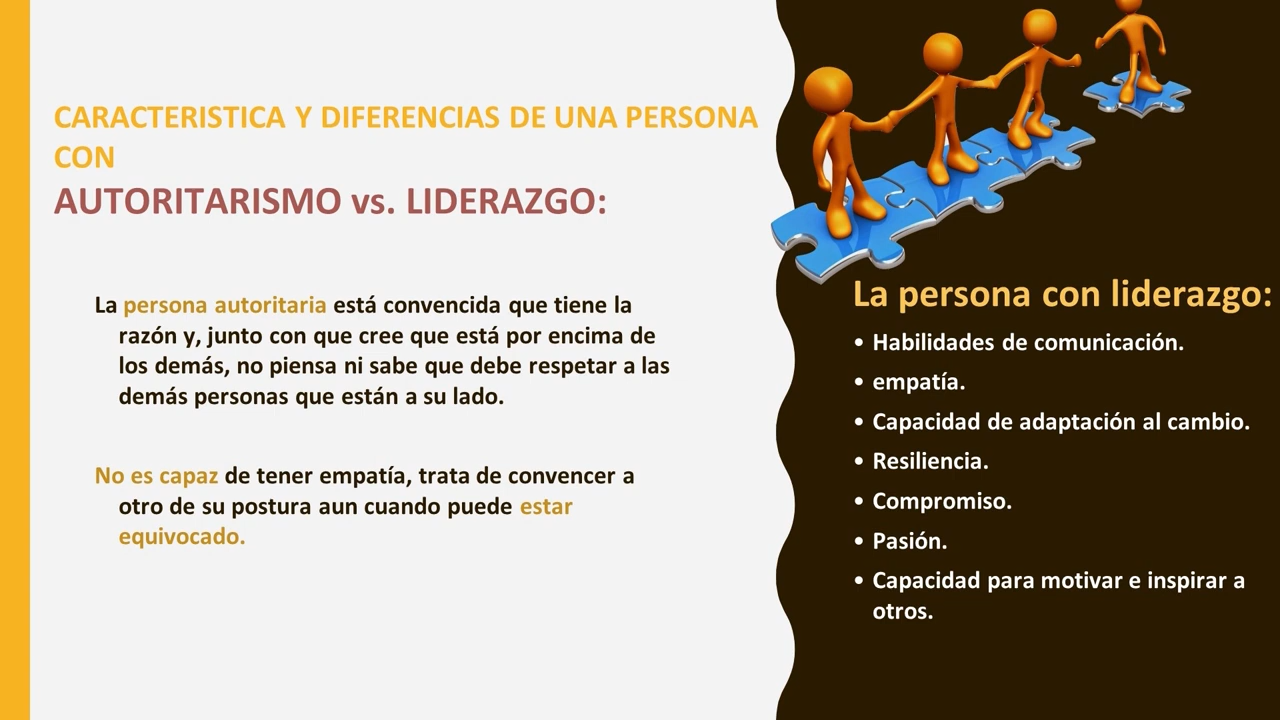 CARACTERISTICA Y DIFERENCIAS DE UNA PERSONA
CON
AUTORITARISMO vs. LIDERAZGO:
La persona autoritaria está convencida que tiene la
razón y, junto con que cree que está por encima de
los demás, no piensa ni sabe que debe respetar a las
demás personas que están a su lado.
No es capaz de tener empatía, trata de convencer a
otro de su postura aun cuando puede estar
equivocado.
La persona con liderazgo:
• Habilidades de comunicación.
• empatía.
• Capacidad de adaptación al cambio.
• Resiliencia.
• Compromiso.
• Pasión.
• Capacidad para motivar e inspirar a
otros.